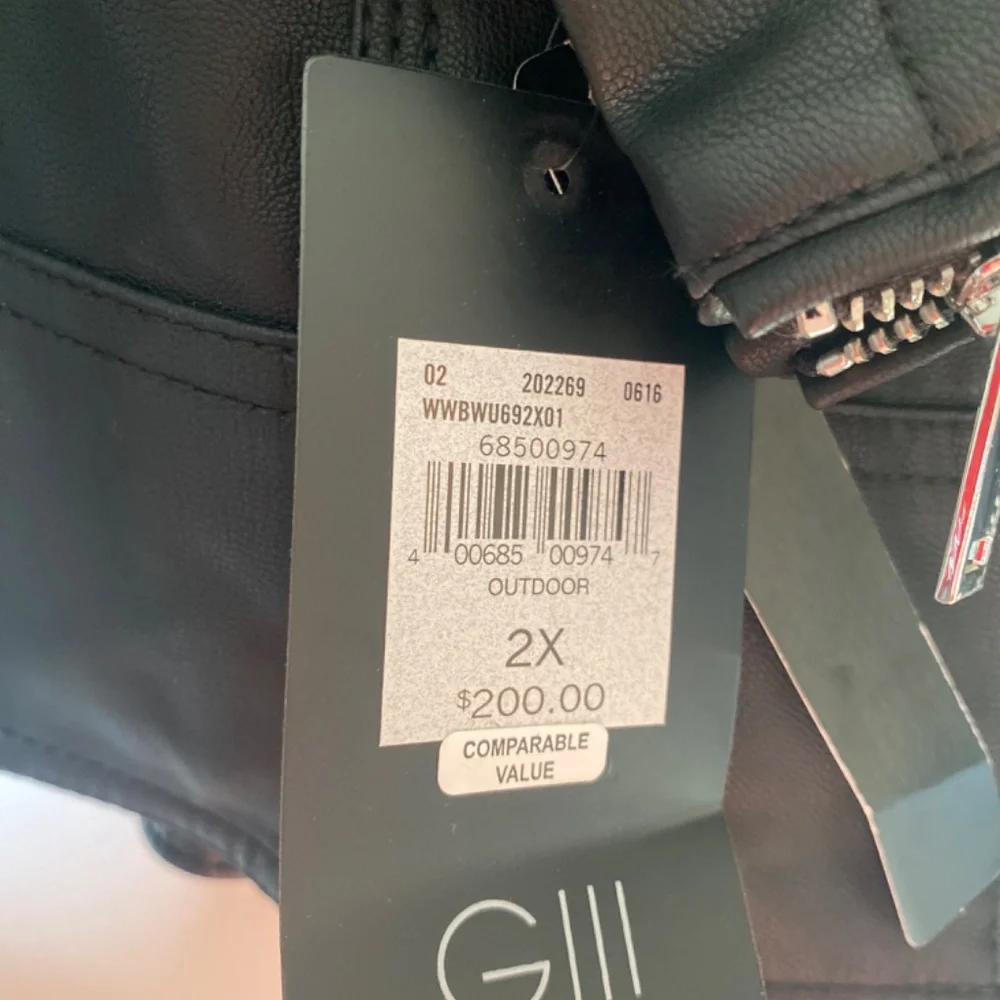 02 202269 0616
WWBWU692X01
68500974
4 00685 00974 7
OUTDOOR
2X
$200.00
COMPARABLE
VALUE
GIII